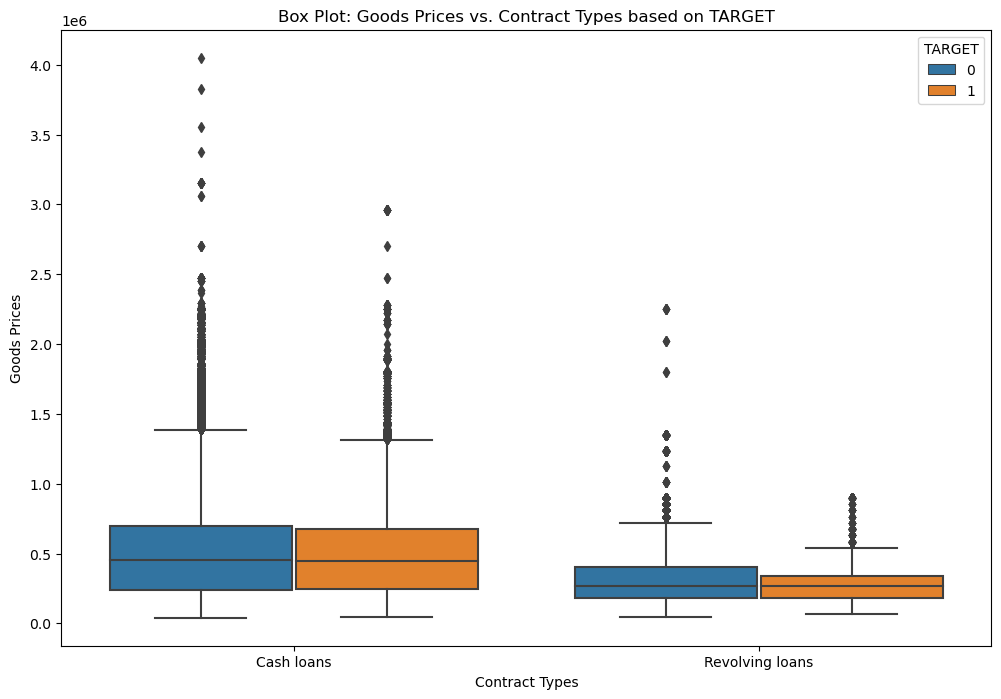 Box Plot: Goods Prices vs. Contract Types based on TARGET
1e6
4.0
3.5
3.0
2.5
2.0
1.5
1.0
0.5
0.0
Goods Prices
TARGET
0
1
Cash loans
Revolving loans
Contract Types